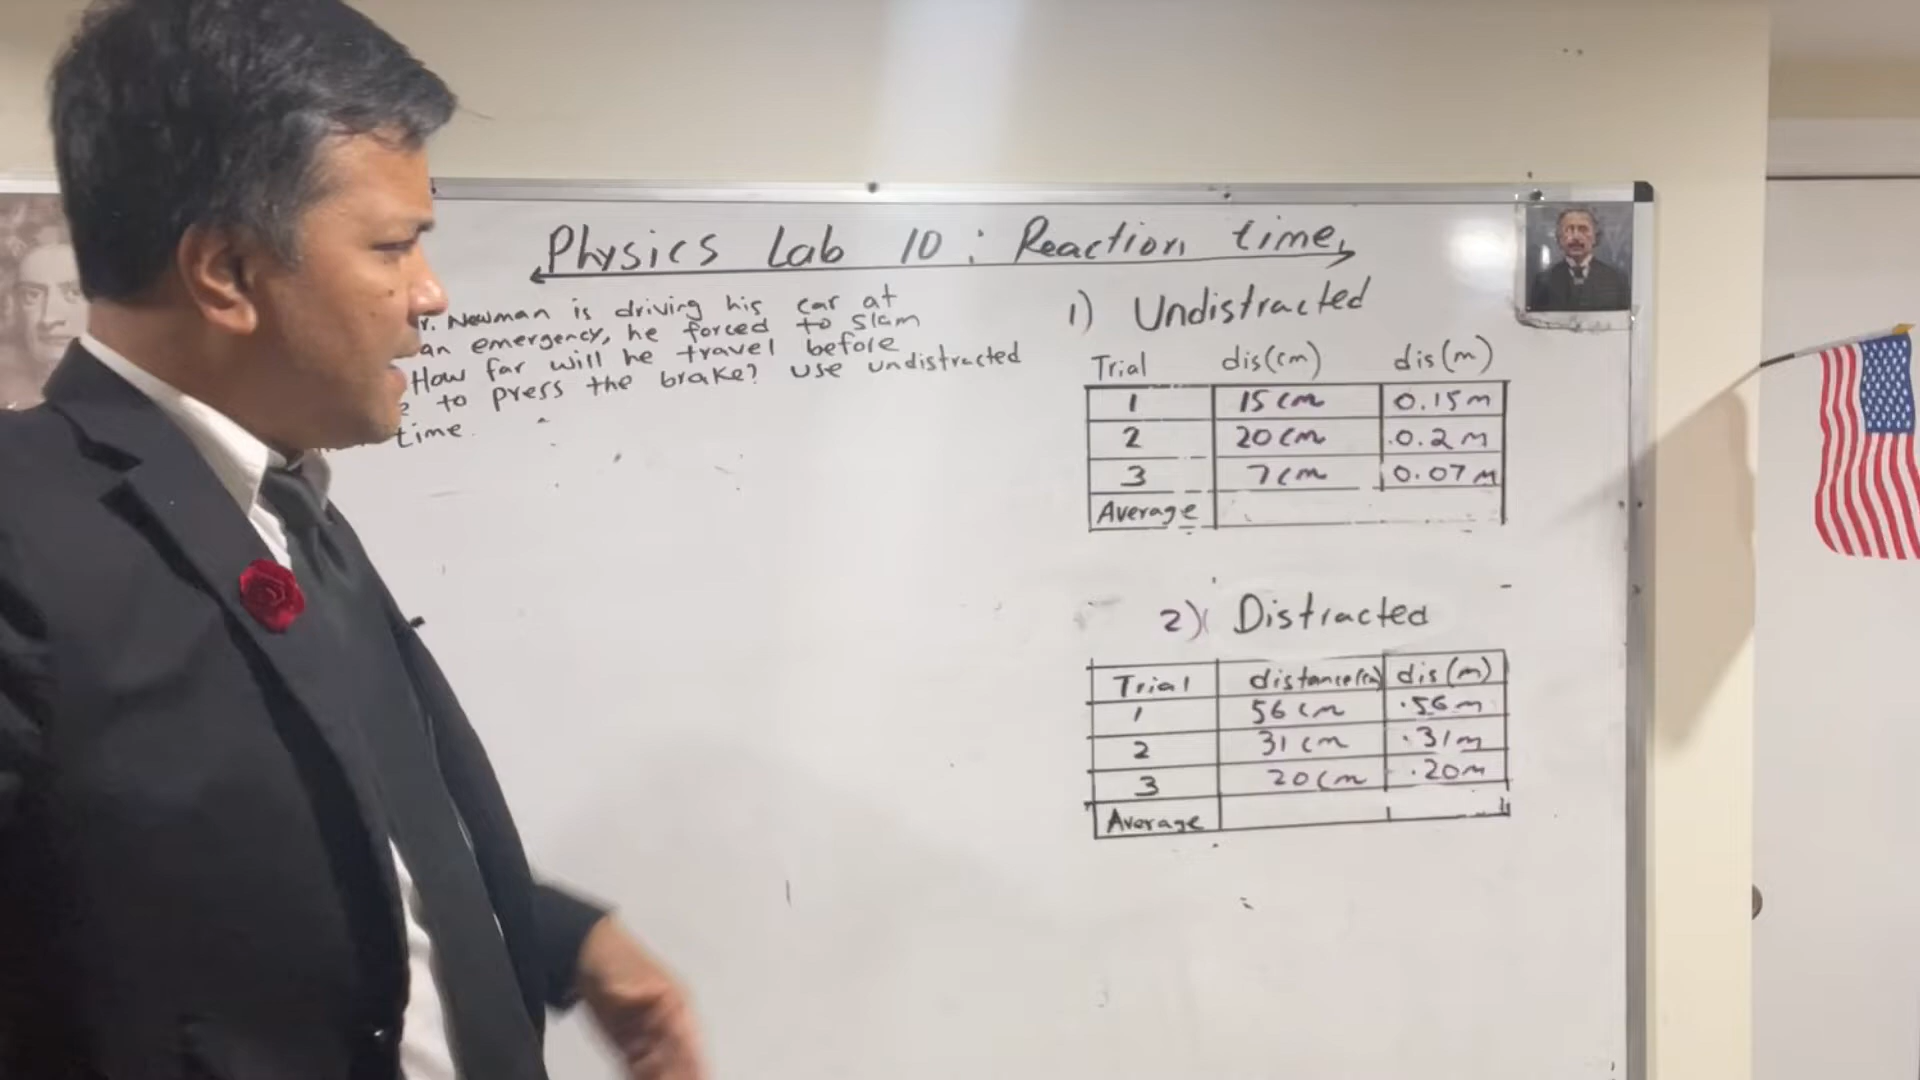 Physics Lab 10 : Reaction time
r. Newman is driving his car at
an emergency, he forced to slam
How far will he travel before
to press the brake? use undistracted
time.
1) Undistracted
Trial dis(cm) dis(m)
1 15 cm 0.15m
2 20 cm 0.2 m
3 7 cm 0.07 m
Average
2) Distracted
Trial distance(cm) dis(m)
1 56 cm .56 m
2 31 cm .31m
3 20 cm .20m
Average